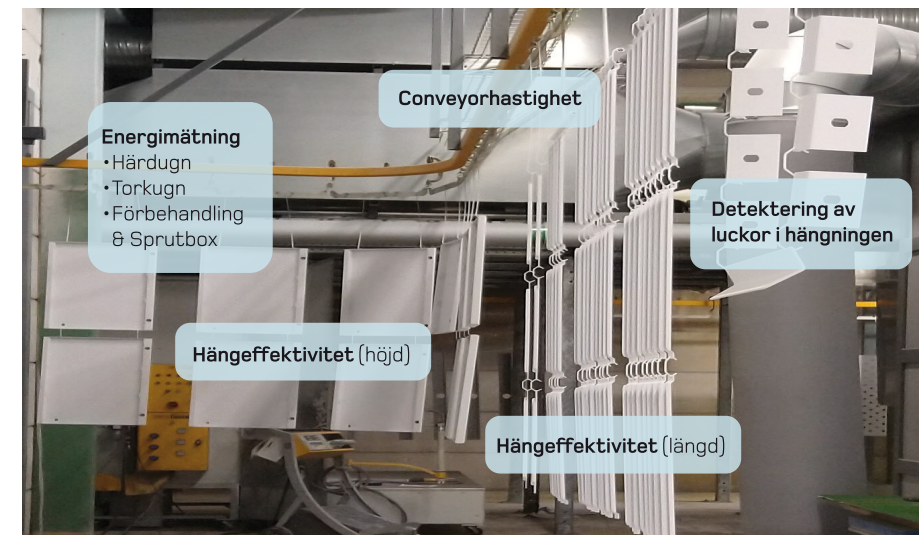 Conveyorhastighet
Energimätning
•Härdugn
•Torkugn
•Förbehandling
& Sprutbox
Detektering av
luckor i hängningen
Hängeffektivitet (höjd)
Hängeffektivitet (längd)